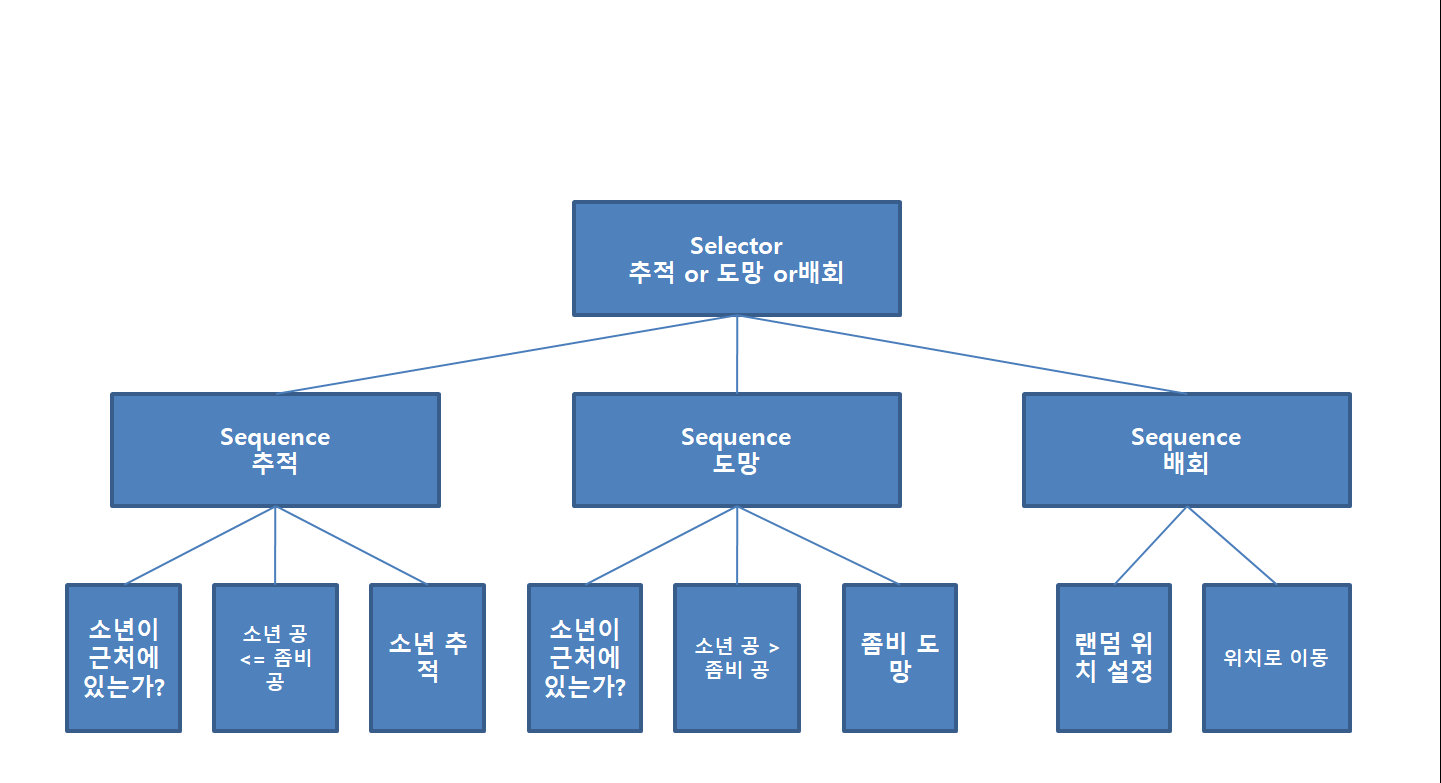 Selector
추적 or 도망 or배회
Sequence
추적
Sequence
도망
Sequence
배회
소년이
근처에
있는가?
소년 공
<= 좀비
공
소년 추
적
소년이
근처에
있는가?
소년 공 >
좀비 공
좀비 도
망
랜덤 위
치 설정
위치로 이동